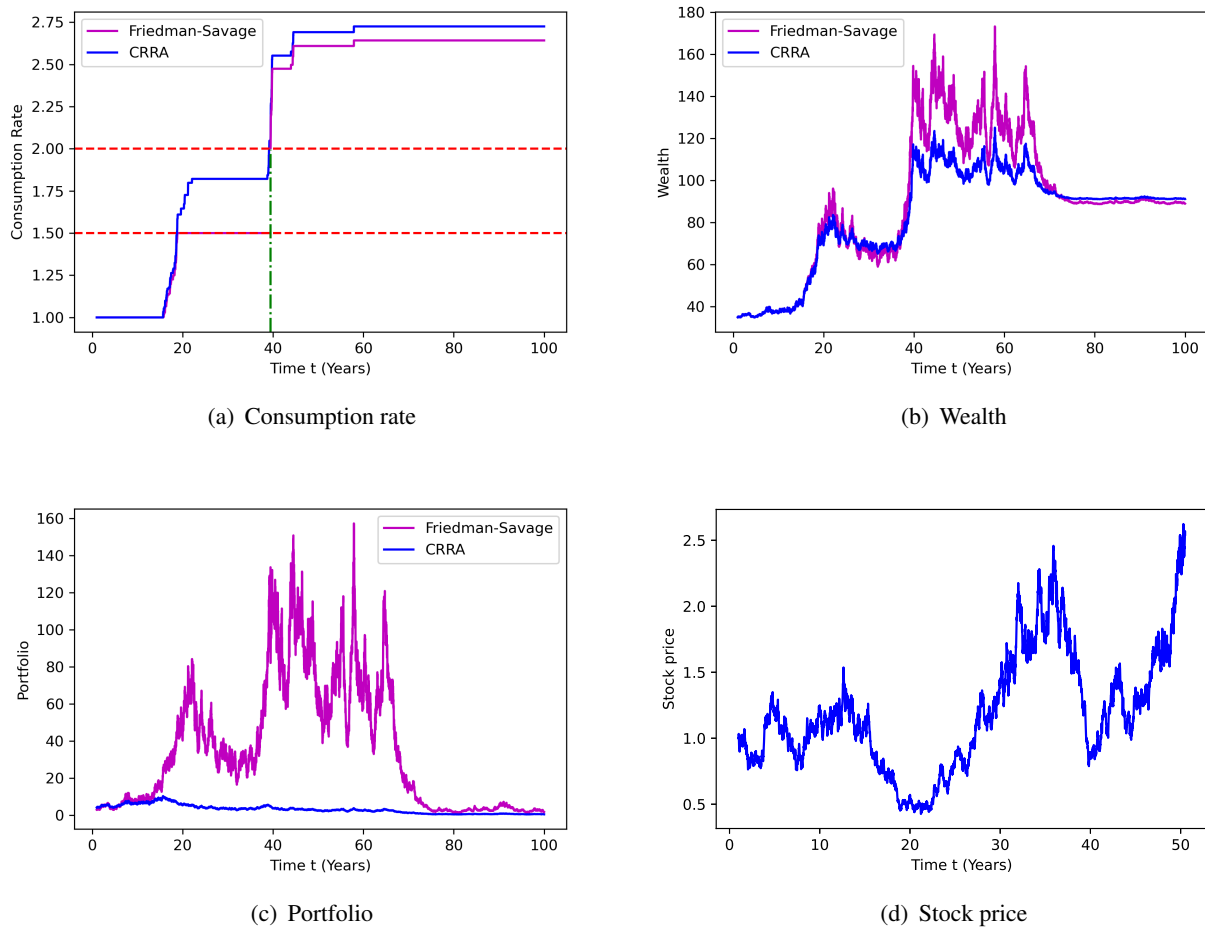 Friedman-Savage
CRRA
2.75
2.50
2.25
2.00
1.75
1.50
1.25
1.00
Consumption Rate
0 20 40 60 80 100
Time t (Years)
(a) Consumption rate
Friedman-Savage
CRRA
180
160
140
120
100
80
60
40
Wealth
0 20 40 60 80 100
Time t (Years)
(b) Wealth
Friedman-Savage
CRRA
160
140
120
100
80
60
40
20
0
Portfolio
0 20 40 60 80 100
Time t (Years)
(c) Portfolio
2.5
2.0
1.5
1.0
0.5
Stock price
0 10 20 30 40 50
Time t (Years)
(d) Stock price